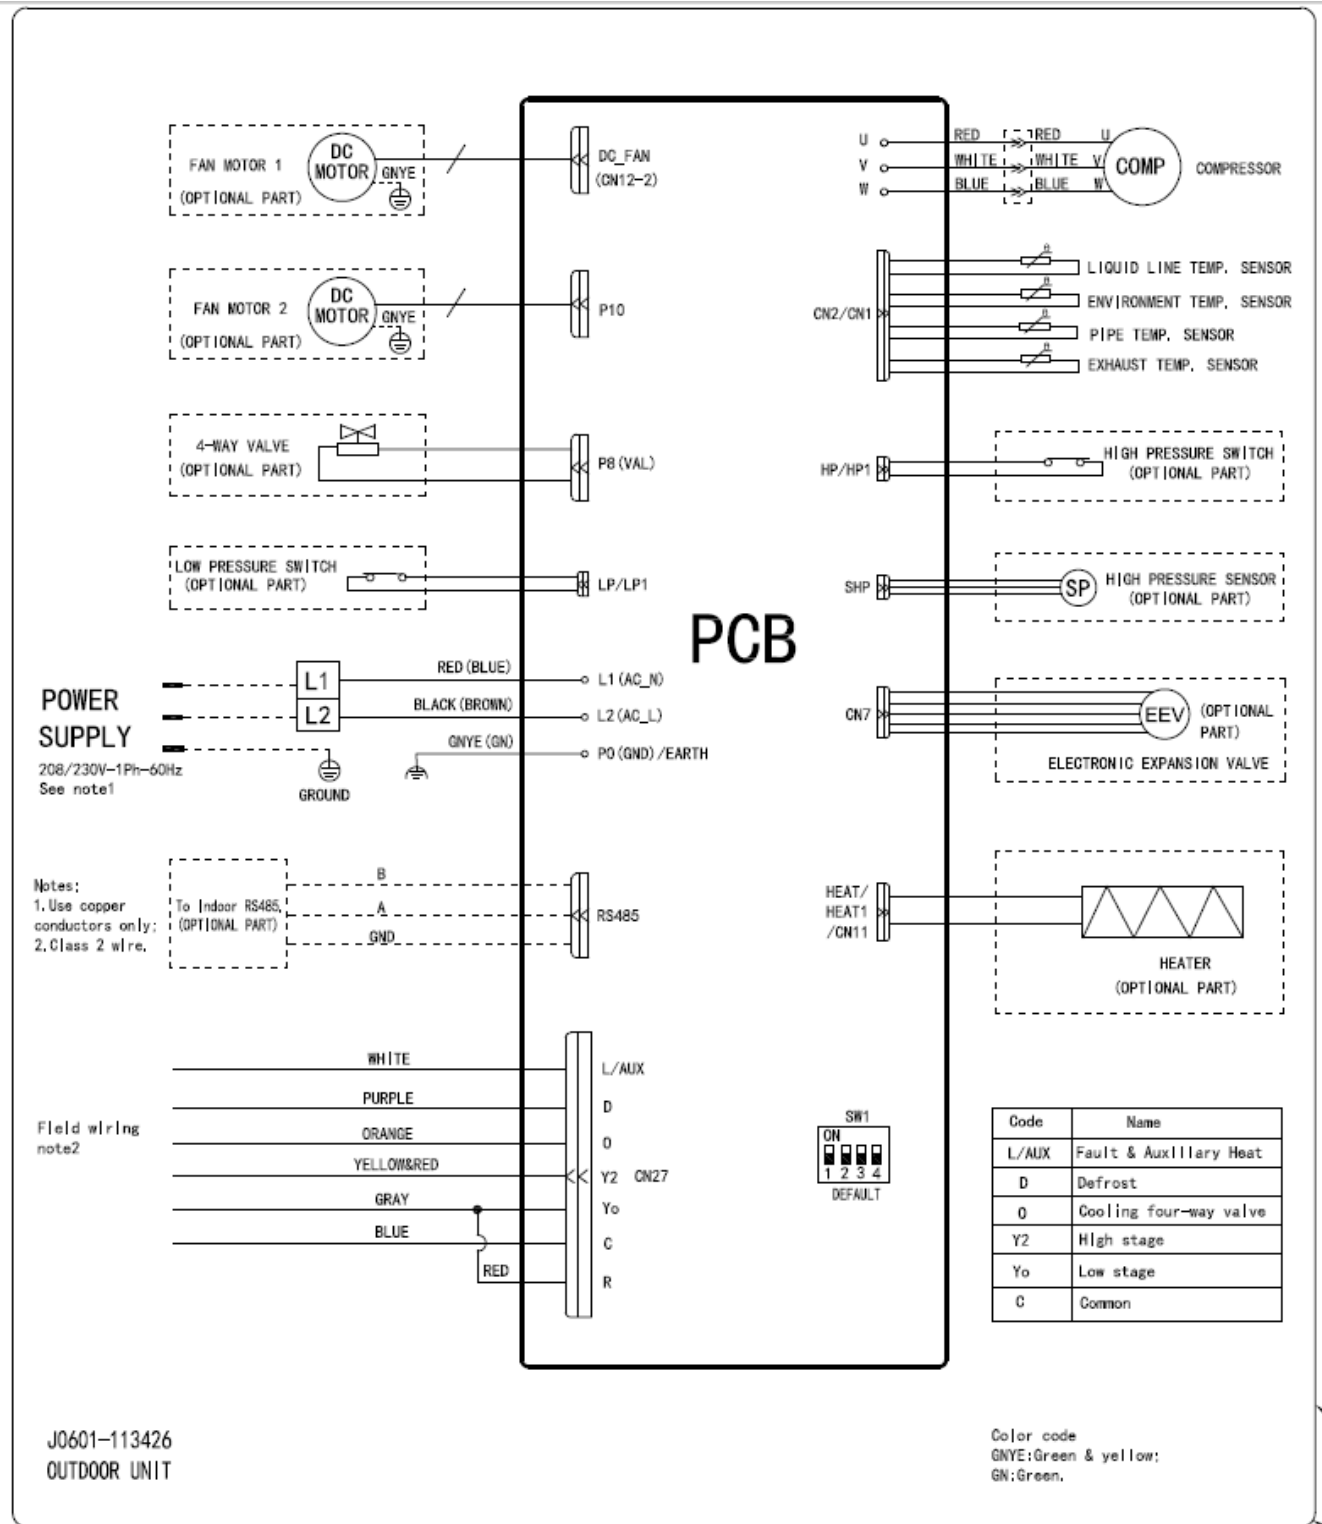 FAN MOTOR 1
(OPTIONAL PART)
DC
MOTOR
GNYE
DC_FAN
(CN12-2)
FAN MOTOR 2
(OPTIONAL PART)
DC
MOTOR
GNYE
P10
4-WAY VALVE
(OPTIONAL PART)
P8(VAL)
LOW PRESSURE SWITCH
(OPTIONAL PART)
LP/LP1
POWER
SUPPLY
208/230V-1Ph-60Hz
See note1
L1
L2
GROUND
RED(BLUE)
BLACK(BROWN)
GNYE(GN)
L1(AC_N)
L2(AC_L)
P0(GND)/EARTH
Notes:
1.Use copper
conductors only;
2.Class 2 wire.
To Indoor RS485.
(OPTIONAL PART)
B
A
GND
RS485
Field wiring
note2
WHITE
PURPLE
ORANGE
YELLOW&RED
GRAY
BLUE
RED
L/AUX
D
O
Y2 CN27
Yo
C
R
PCB
U
V
W
RED RED U
WHITE WHITE V
BLUE BLUE W
COMP
COMPRESSOR
CN2/CN1
θ
LIQUID LINE TEMP. SENSOR
θ
ENVIRONMENT TEMP. SENSOR
θ
PIPE TEMP. SENSOR
θ
EXHAUST TEMP. SENSOR
HP/HP1
HIGH PRESSURE SWITCH
(OPTIONAL PART)
SHP
SP
HIGH PRESSURE SENSOR
(OPTIONAL PART)
CN7
EEV
(OPTIONAL
PART)
ELECTRONIC EXPANSION VALVE
HEAT/
HEAT1
/CN11
HEATER
(OPTIONAL PART)
SW1
ON
1 2 3 4
DEFAULT
Code Name
L/AUX Fault & Auxiliary Heat
D Defrost
O Cooling four-way valve
Y2 High stage
Yo Low stage
C Common
J0601-113426
OUTDOOR UNIT
Color code
GNYE:Green & yellow;
GN:Green.